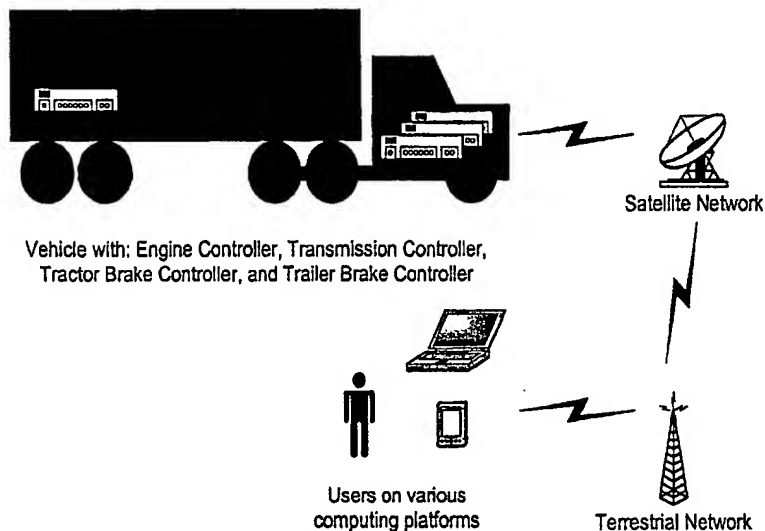 Satellite Network
Vehicle with: Engine Controller, Transmission Controller,
Tractor Brake Controller, and Trailer Brake Controller
Users on various
computing platforms
Terrestrial Network